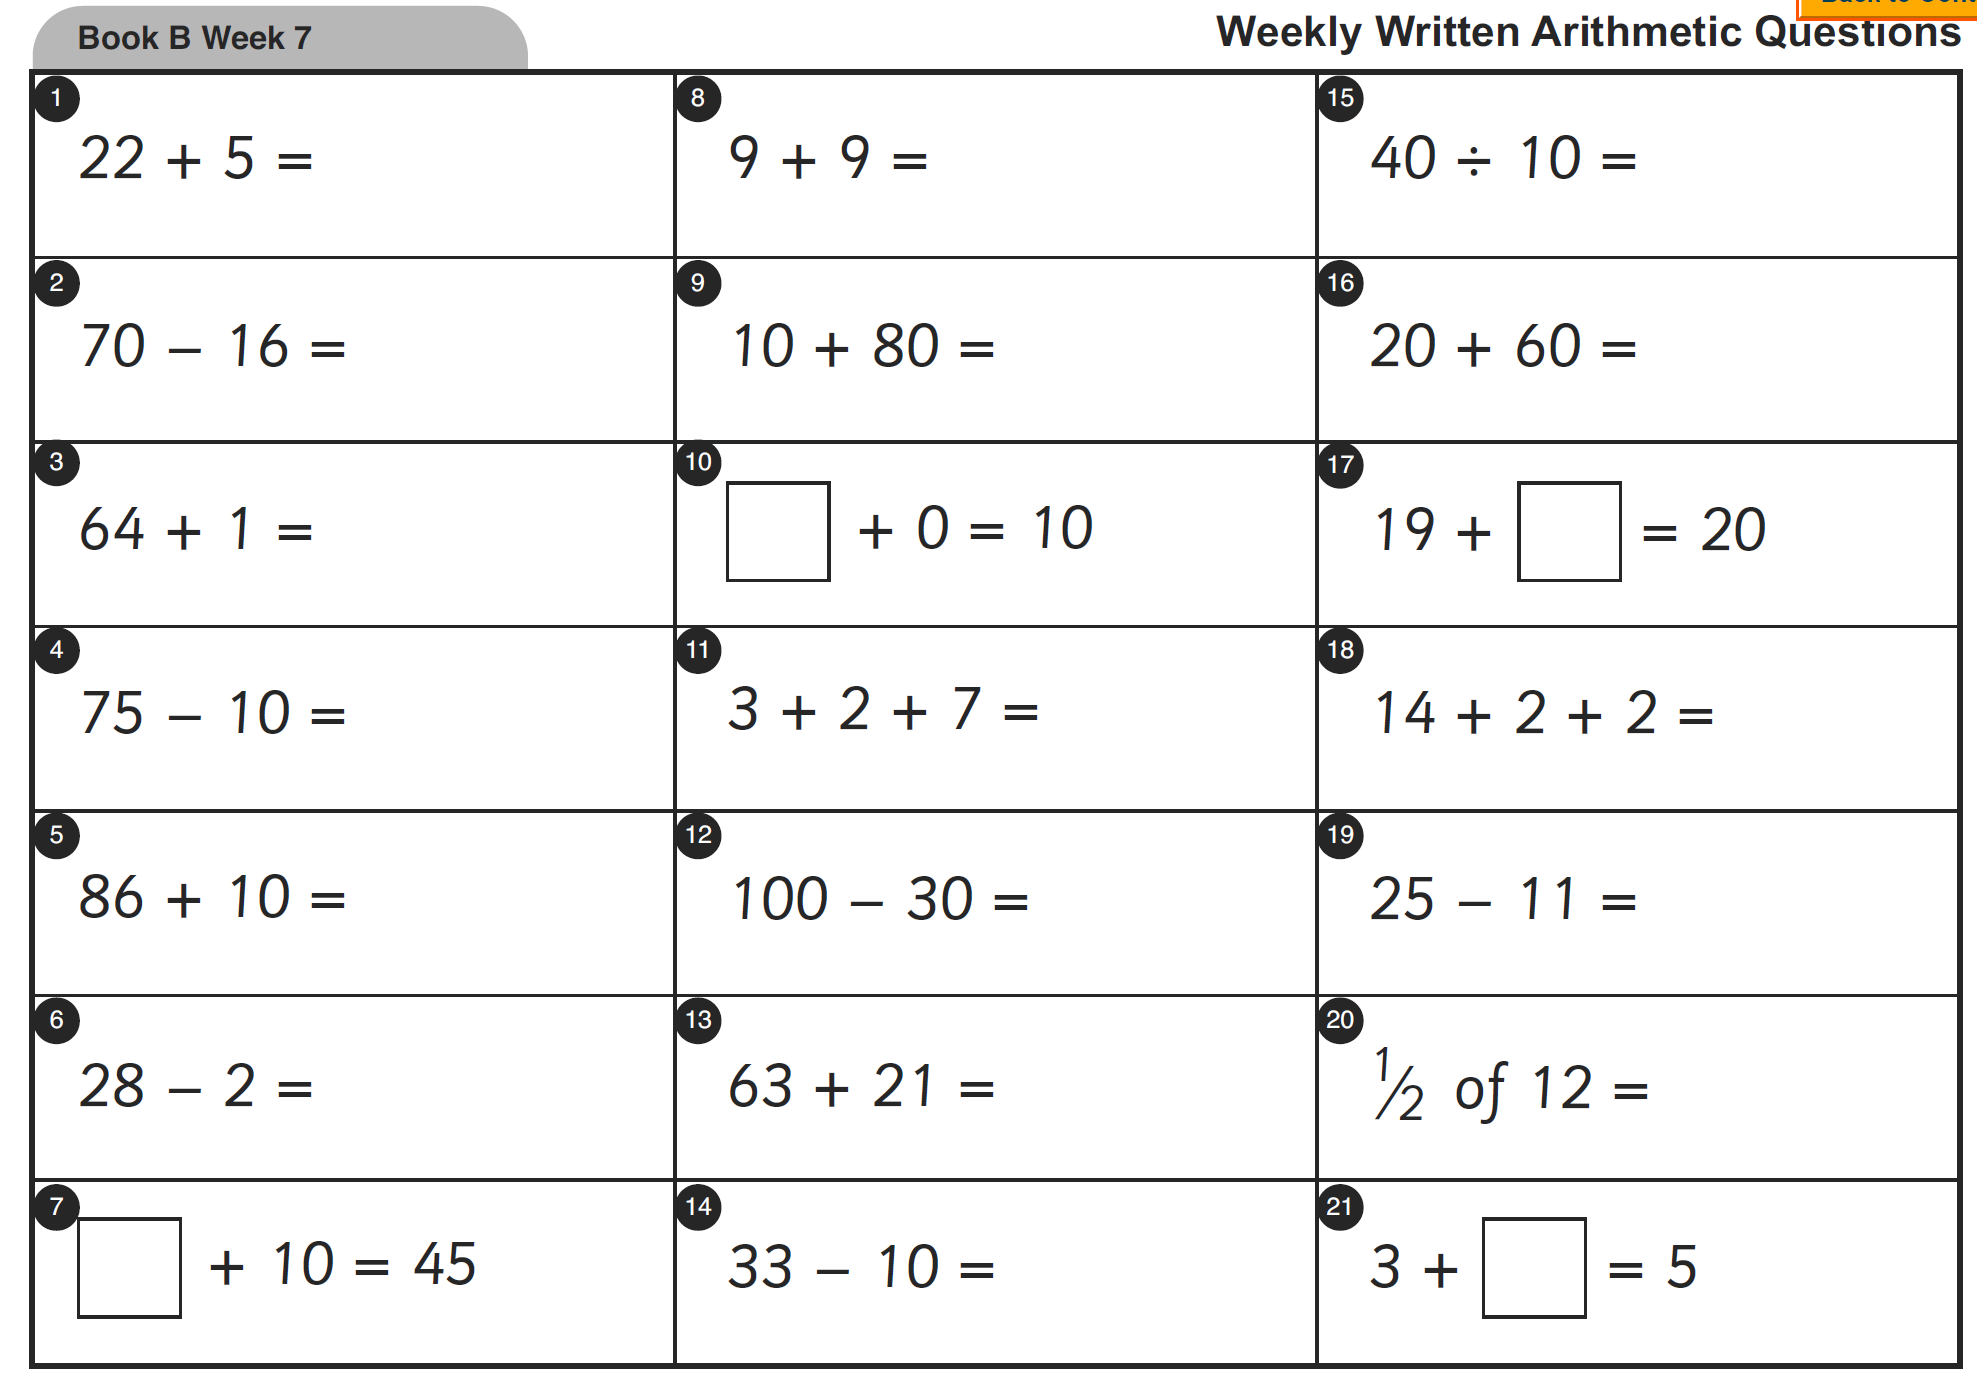 Book B Week 7
Weekly Written Arithmetic Questions
1
22 + 5 =
2
70 – 16 =
3
64 + 1 =
4
75 – 10 =
5
86 + 10 =
6
28 – 2 =
7
+ 10 = 45
8
9 + 9 =
9
10 + 80 =
10
+ 0 = 10
11
3 + 2 + 7 =
12
100 – 30 =
13
63 + 21 =
14
33 – 10 =
15
40 ÷ 10 =
16
20 + 60 =
17
19 + = 20
18
14 + 2 + 2 =
19
25 – 11 =
20
½ of 12 =
21
3 + = 5